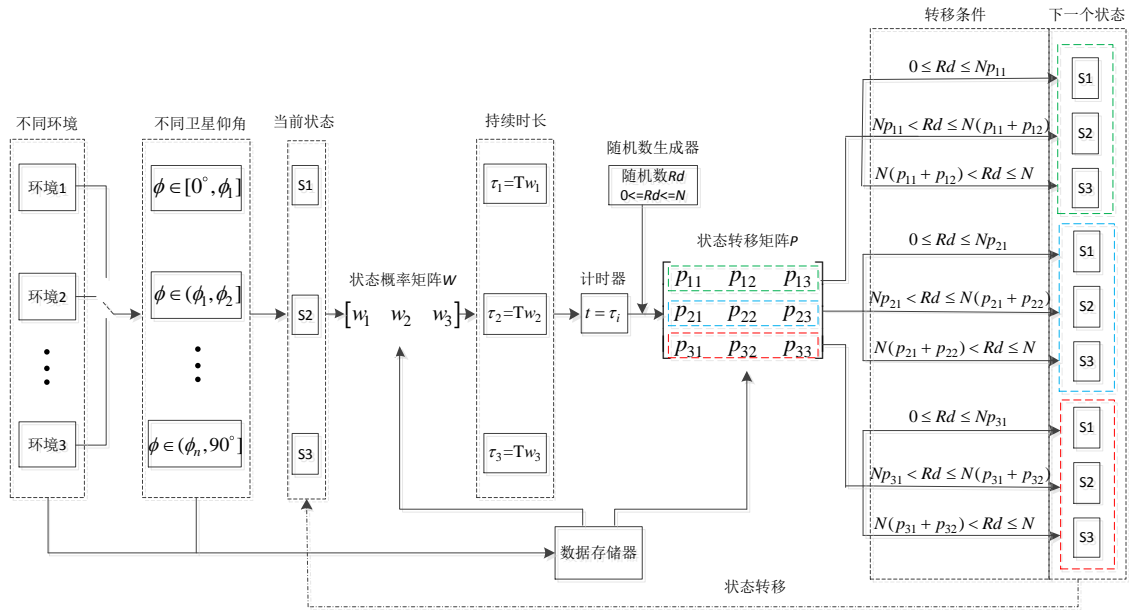 不同环境
环境1
环境2
环境3
不同卫星仰角
ϕ∈[0°,ϕ₁]
ϕ∈(ϕ₁,ϕ₂]
ϕ∈(ϕₙ,90°]
当前状态
S1
S2
S3
状态概率矩阵W
[w₁ w₂ w₃]
持续时长
τ₁=Tw₁
τ₂=Tw₂
τ₃=Tw₃
计时器
t=τᵢ
随机数生成器
随机数Rd
0<=Rd<=N
状态转移矩阵P
p₁₁ p₁₂ p₁₃
p₂₁ p₂₂ p₂₃
p₃₁ p₃₂ p₃₃
数据存储器
转移条件
0≤Rd≤Np₁₁
Np₁₁<Rd≤N(p₁₁+p₁₂)
N(p₁₁+p₁₂)<Rd≤N
0≤Rd≤Np₂₁
Np₂₁<Rd≤N(p₂₁+p₂₂)
N(p₂₁+p₂₂)<Rd≤N
0≤Rd≤Np₃₁
Np₃₁<Rd≤N(p₃₁+p₃₂)
N(p₃₁+p₃₂)<Rd≤N
下一个状态
S1
S2
S3
S1
S2
S3
S1
S2
S3
状态转移